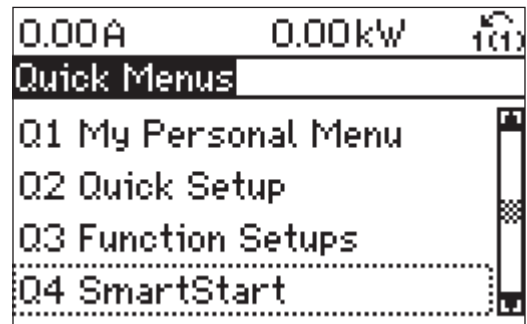 0.00A 0.00kW 1(1)
Quick Menus
Q1 My Personal Menu
Q2 Quick Setup
Q3 Function Setups
Q4 SmartStart